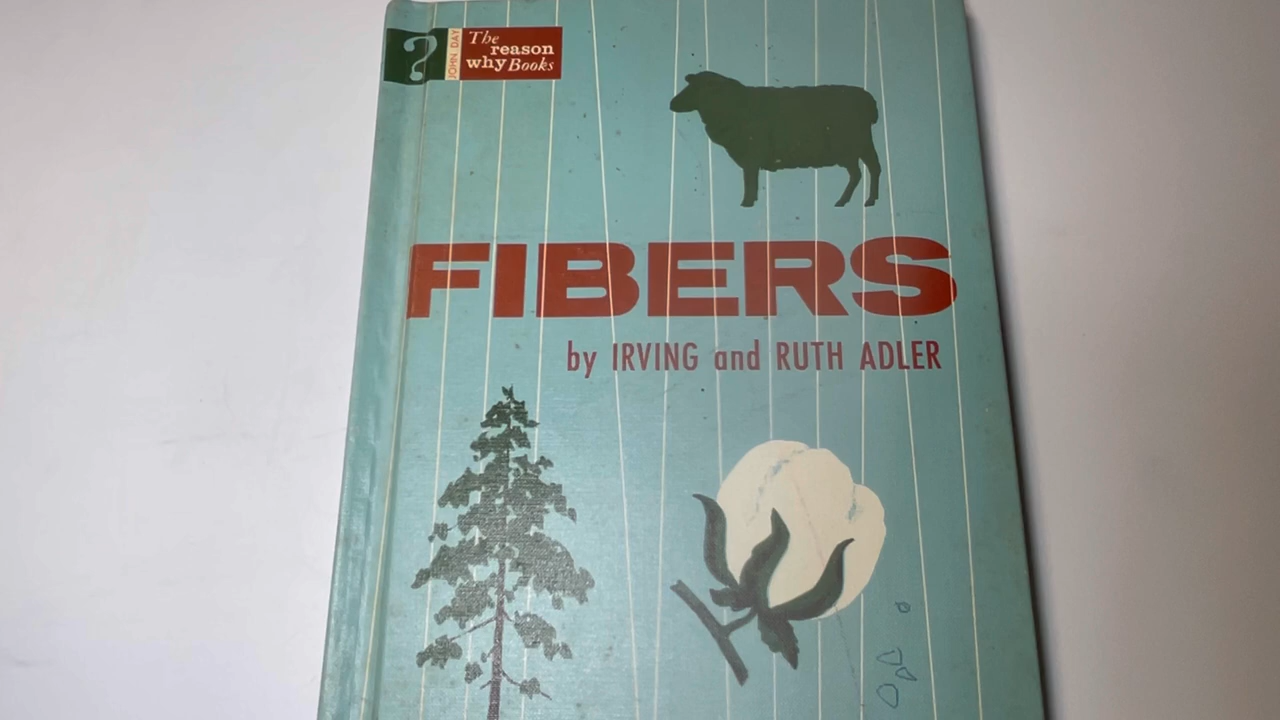 ?
JOHN DAY
The
reason
why Books
FIBERS
by IRVING and RUTH ADLER